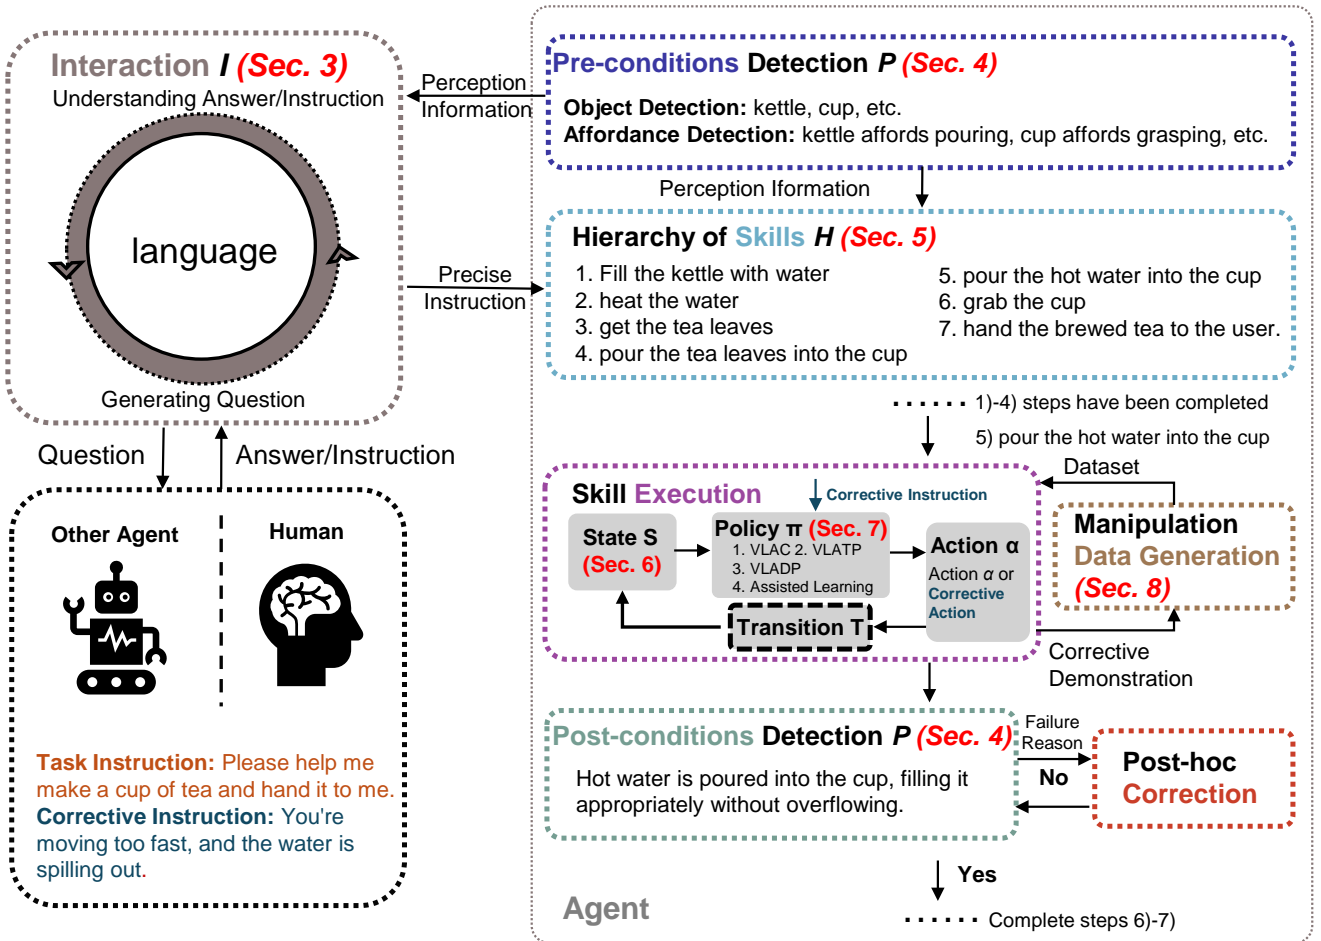 Interaction I (Sec. 3)
Understanding Answer/Instruction
language
Generating Question
Question
Answer/Instruction
Other Agent
Human
Task Instruction: Please help me
make a cup of tea and hand it to me.
Corrective Instruction: You're
moving too fast, and the water is
spilling out.
Perception
Information
Precise
Instruction
Pre-conditions Detection P (Sec. 4)
Object Detection: kettle, cup, etc.
Affordance Detection: kettle affords pouring, cup affords grasping, etc.
Perception Iformation
Hierarchy of Skills H (Sec. 5)
1. Fill the kettle with water
2. heat the water
3. get the tea leaves
4. pour the tea leaves into the cup
5. pour the hot water into the cup
6. grab the cup
7. hand the brewed tea to the user.
······ 1)-4) steps have been completed
5) pour the hot water into the cup
Skill Execution
Corrective Instruction
State S
(Sec. 6)
Policy π (Sec. 7)
1. VLAC 2. VLATP
3. VLADP
4. Assisted Learning
Action α
Action α or
Corrective
Action
Transition T
Dataset
Manipulation
Data Generation
(Sec. 8)
Corrective
Demonstration
Post-conditions Detection P (Sec. 4)
Hot water is poured into the cup, filling it
appropriately without overflowing.
Failure
Reason
No
Post-hoc
Correction
Yes
······ Complete steps 6)-7)
Agent